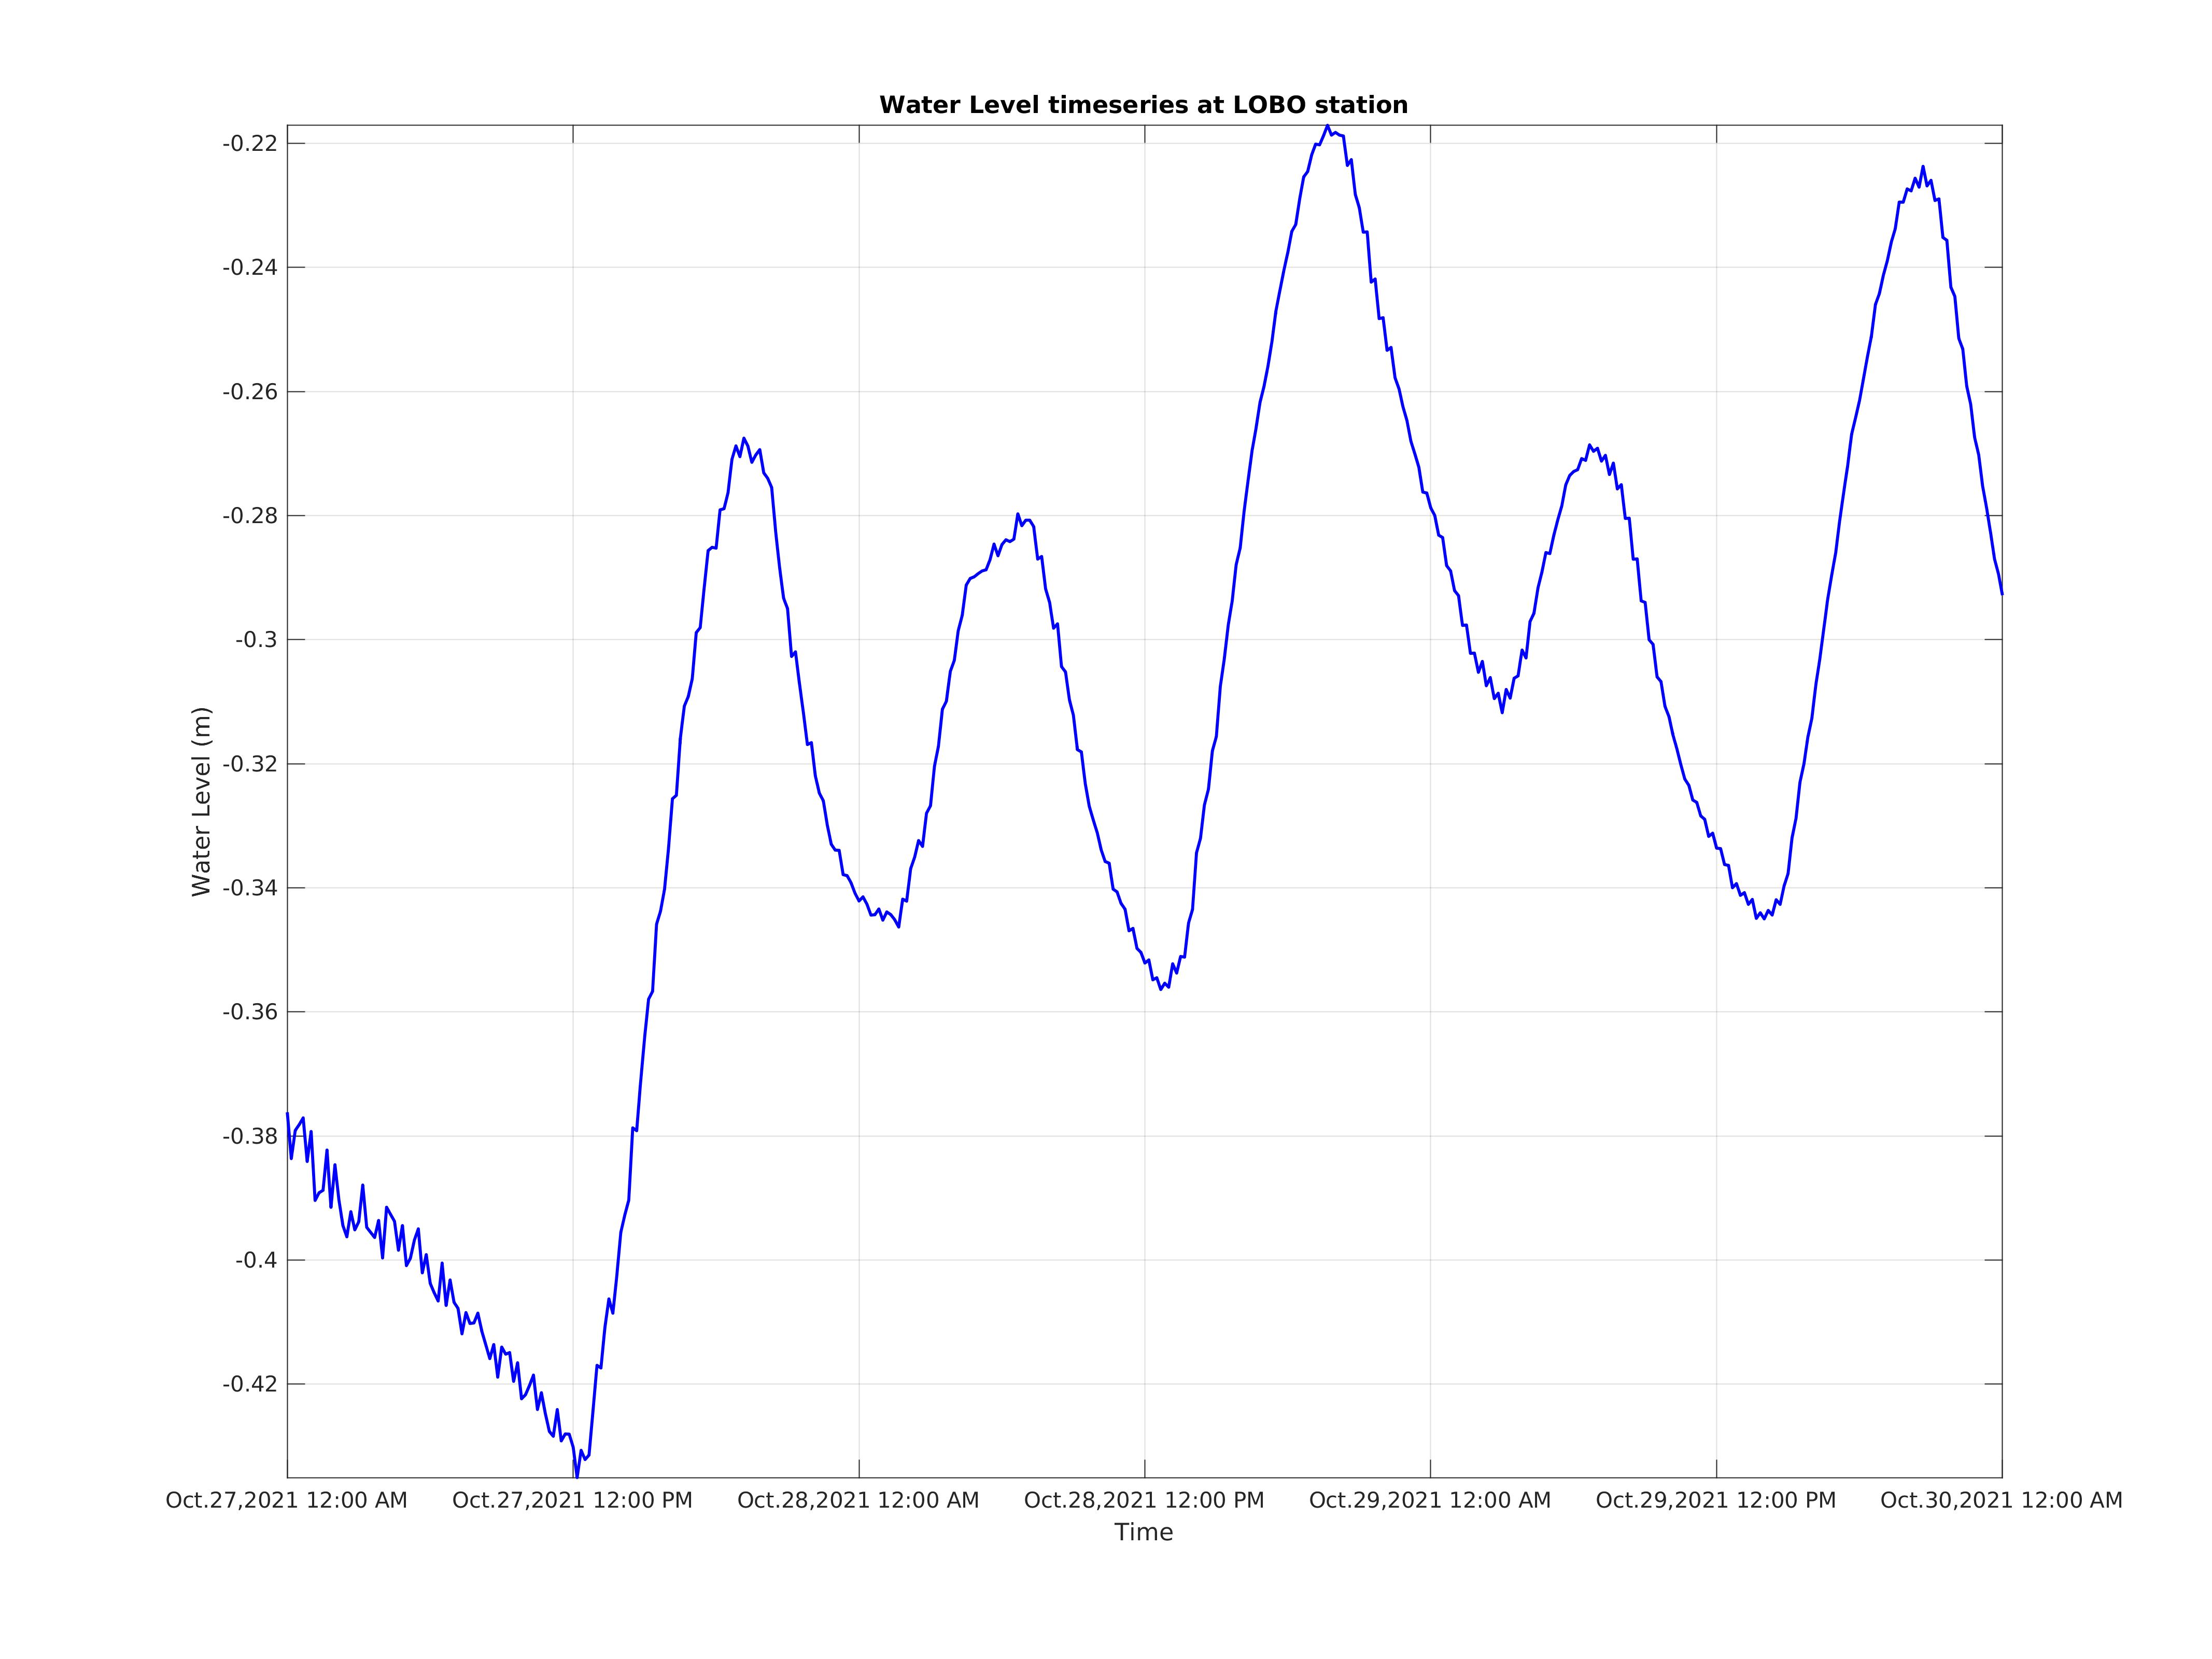 Water Level timeseries at LOBO station
-0.22
-0.24
-0.26
-0.28
-0.3
-0.32
-0.34
-0.36
-0.38
-0.4
-0.42
Water Level (m)
Oct.27,2021 12:00 AM
Oct.27,2021 12:00 PM
Oct.28,2021 12:00 AM
Oct.28,2021 12:00 PM
Oct.29,2021 12:00 AM
Oct.29,2021 12:00 PM
Oct.30,2021 12:00 AM
Time